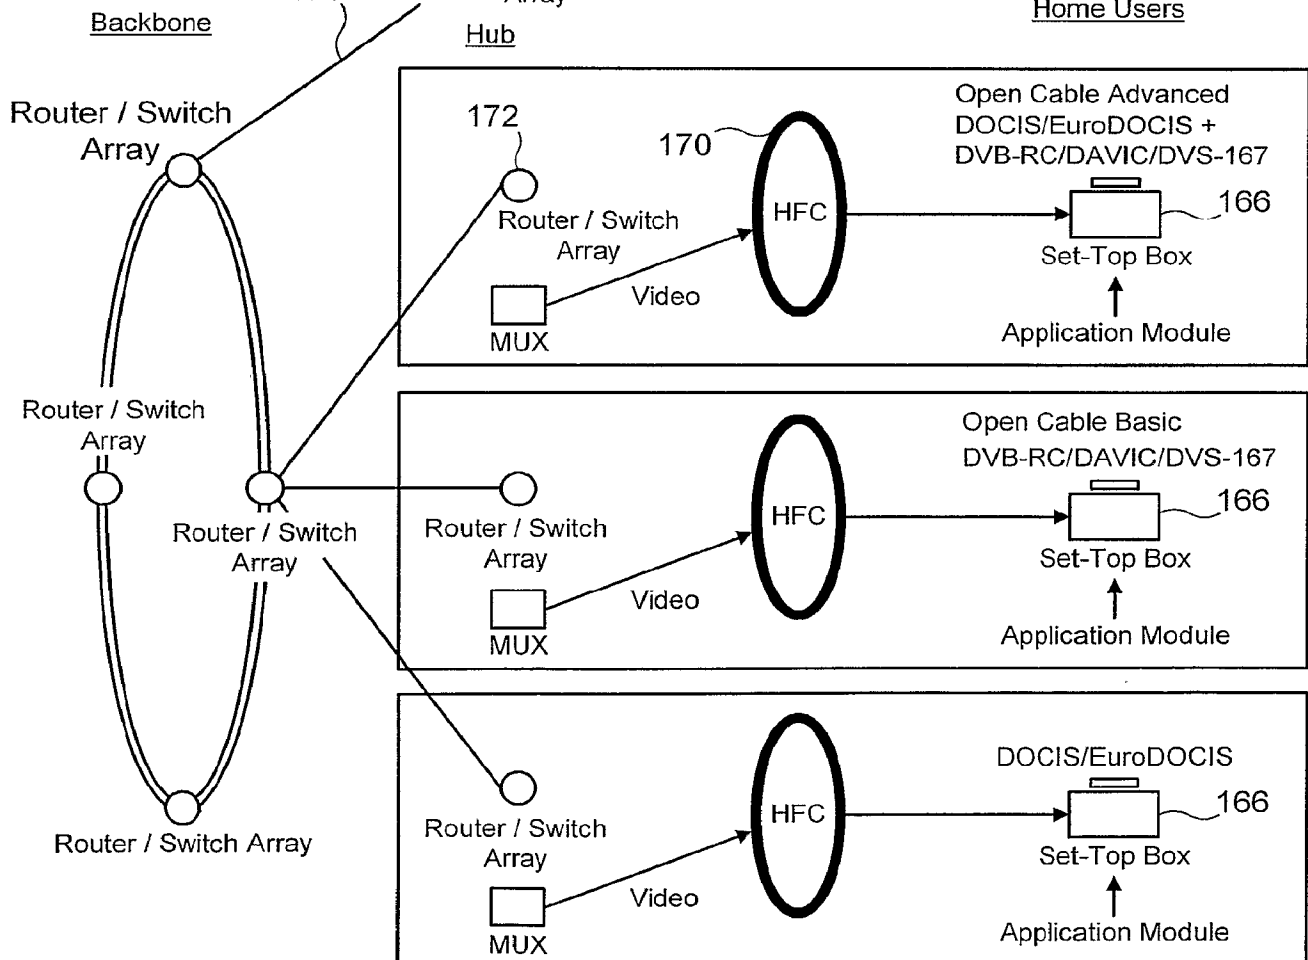 Backbone
Array
Hub
Home Users
Router / Switch
Array
Router / Switch
Array
Router / Switch
Array
Router / Switch Array
172
Router / Switch
Array
MUX
Video
170
HFC
Open Cable Advanced
DOCIS/EuroDOCIS +
DVB-RC/DAVIC/DVS-167
166
Set-Top Box
Application Module
Router / Switch
Array
MUX
Video
HFC
Open Cable Basic
DVB-RC/DAVIC/DVS-167
166
Set-Top Box
Application Module
Router / Switch
Array
MUX
Video
HFC
DOCIS/EuroDOCIS
166
Set-Top Box
Application Module